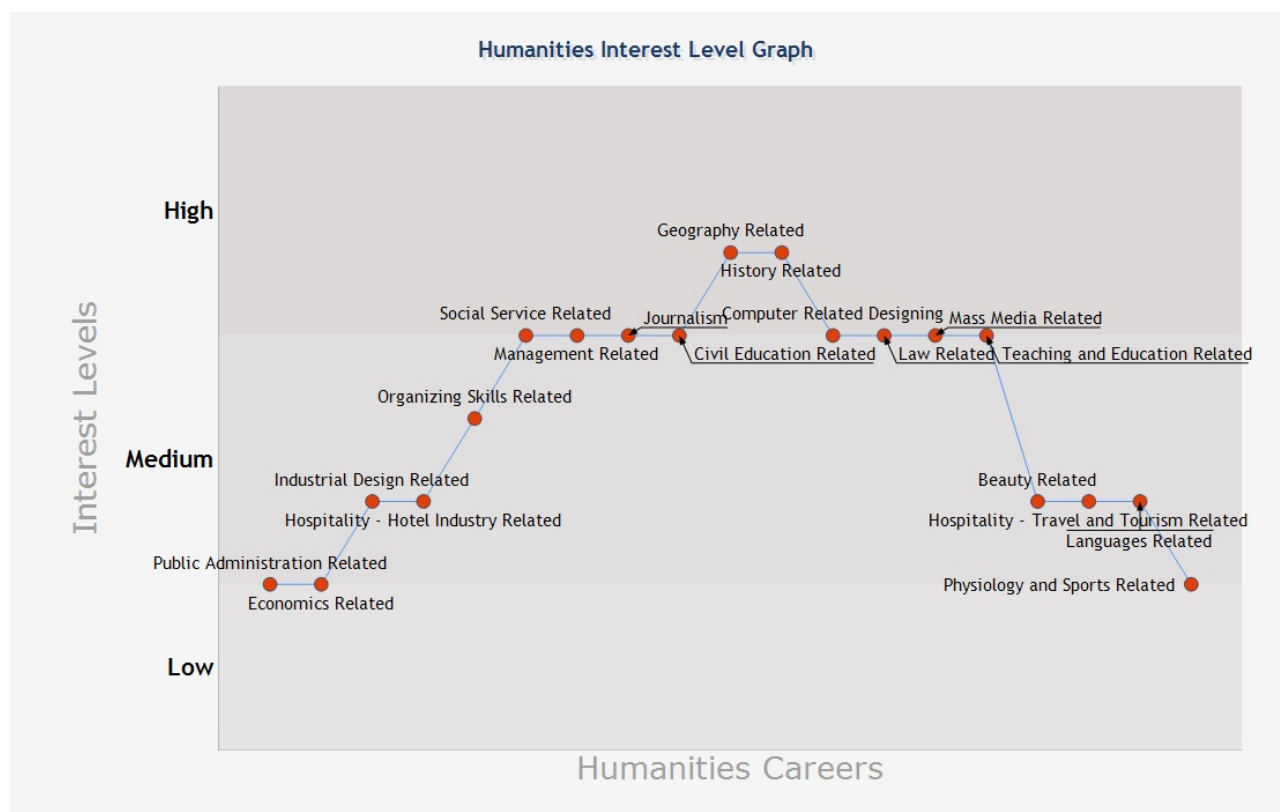 Humanities Interest Level Graph
High
Geography Related
History Related
Interest Levels
Social Service Related
Journalism
Computer Related Designing
Mass Media Related
Management Related
Civil Education Related
Law Related
Teaching and Education Related
Organizing Skills Related
Medium
Industrial Design Related
Beauty Related
Hospitality - Hotel Industry Related
Hospitality - Travel and Tourism Related
Languages Related
Public Administration Related
Physiology and Sports Related
Economics Related
Low
Humanities Careers